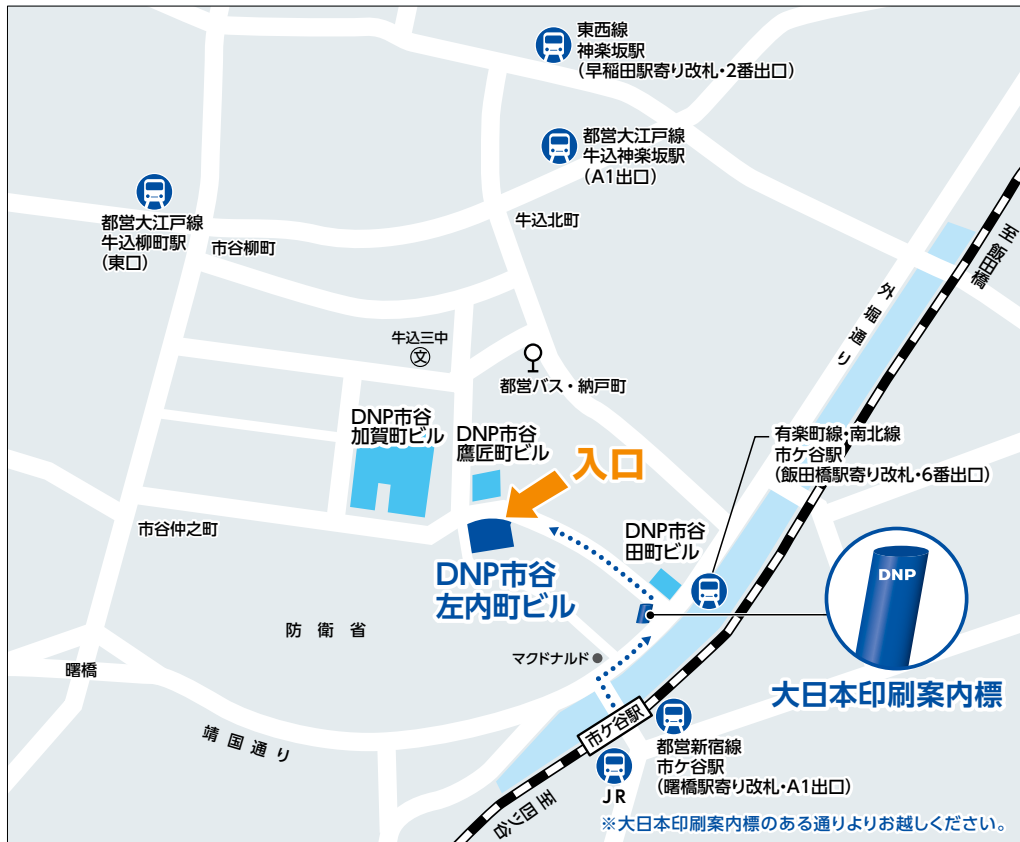 東西線
神楽坂駅
(早稲田駅寄り改札・2番出口)
都営大江戸線
牛込神楽坂駅
(A1出口)
都営大江戸線
牛込柳町駅
(東口)
市谷柳町
牛込北町
至飯田橋
外堀通り
牛込三中
文
都営バス・納戸町
DNP市谷
加賀町ビル
DNP市谷
鷹匠町ビル
入口
有楽町線・南北線
市ケ谷駅
(飯田橋駅寄り改札・6番出口)
市谷仲之町
DNP市谷
田町ビル
DNP市谷
左内町ビル
DNP
大日本印刷案内標
防衛省
マクドナルド
曙橋
靖国通り
市ケ谷駅
都営新宿線
市ケ谷駅
(曙橋駅寄り改札・A1出口)
JR
至四ツ谷
※大日本印刷案内標のある通りよりお越しください。